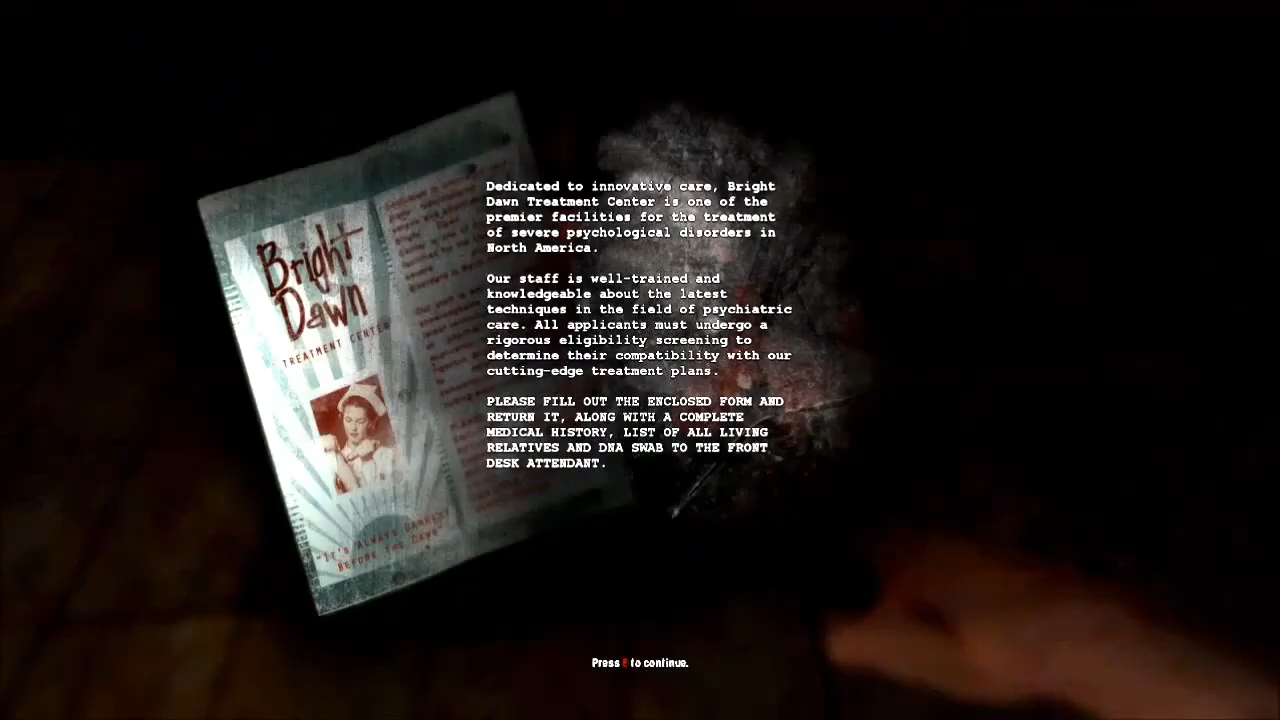 Bright
Dawn
TREATMENT CENTER
"IT'S ALWAYS DARKEST
BEFORE THE DAWN"
Dedicated to innovative care, Bright
Dawn Treatment Center is one of the
premier facilities for the treatment
of severe psychological disorders in
North America.
Our staff is well-trained and
knowledgeable about the latest
techniques in the field of psychiatric
care. All applicants must undergo a
rigorous eligibility screening to
determine their compatibility with our
cutting-edge treatment plans.
PLEASE FILL OUT THE ENCLOSED FORM AND
RETURN IT, ALONG WITH A COMPLETE
MEDICAL HISTORY, LIST OF ALL LIVING
RELATIVES AND DNA SWAB TO THE FRONT
DESK ATTENDANT.
Press E to continue.